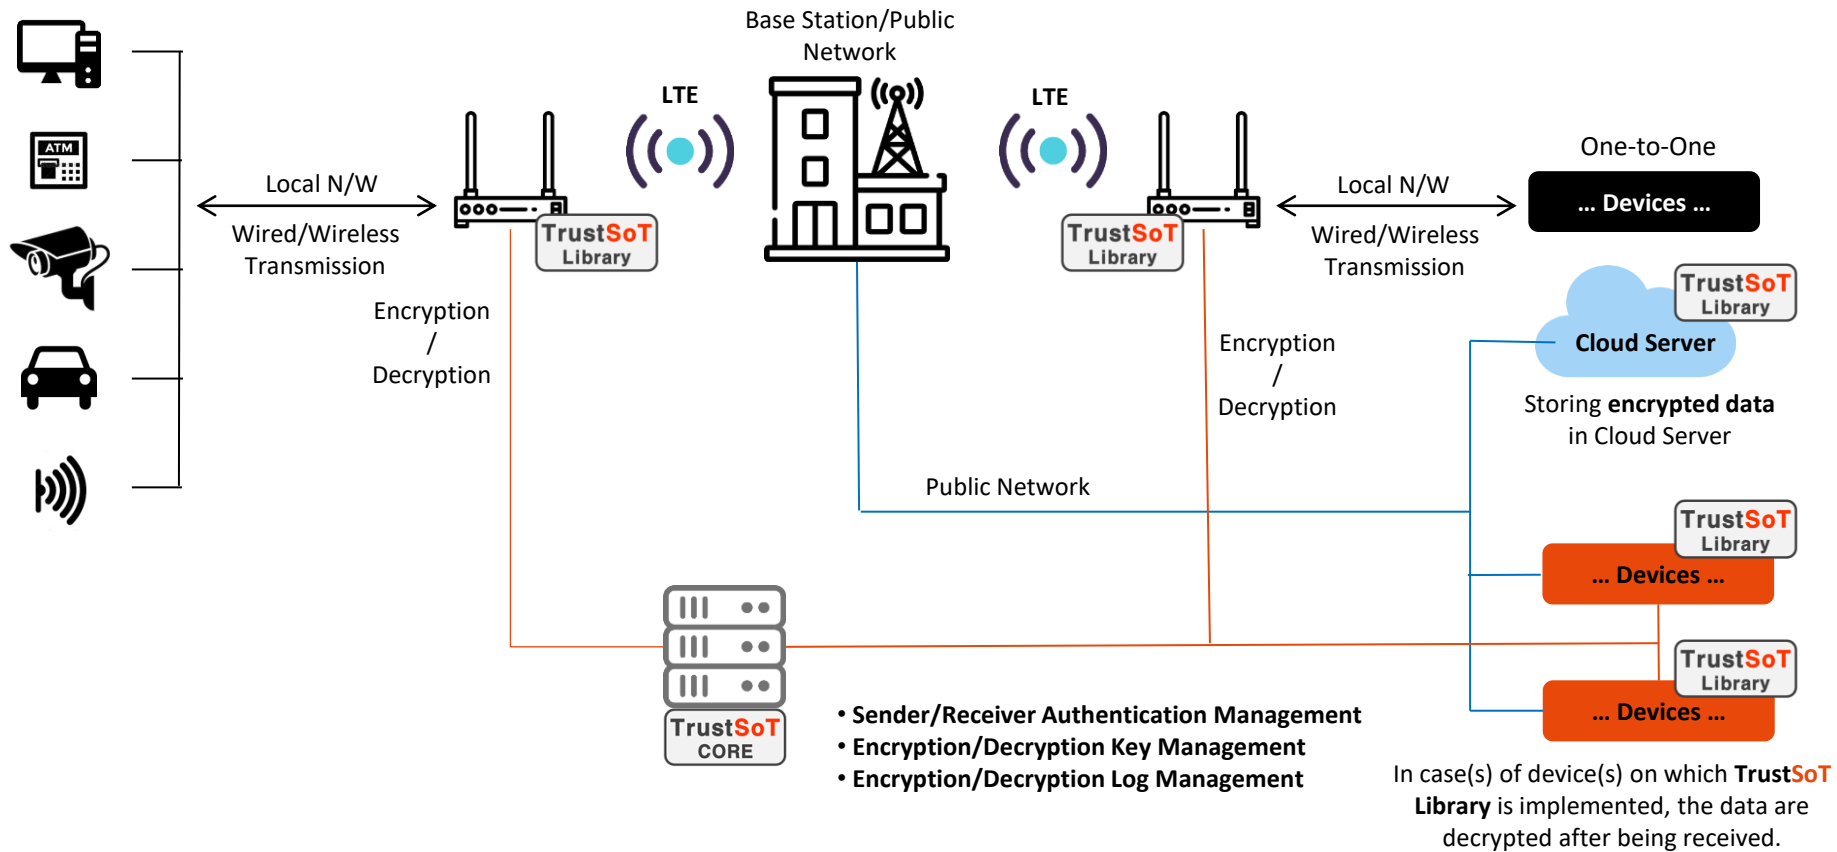 Base Station/Public
Network
LTE
LTE
ATM
One-to-One
... Devices ...
Local N/W
Wired/Wireless
Transmission
TrustSoT
Library
TrustSoT
Library
Local N/W
Wired/Wireless
Transmission
Encryption
/
Decryption
Encryption
/
Decryption
TrustSoT
Library
Cloud Server
Storing encrypted data
in Cloud Server
Public Network
TrustSoT
Library
... Devices ...
TrustSoT
Library
... Devices ...
TrustSoT
CORE
• Sender/Receiver Authentication Management
• Encryption/Decryption Key Management
• Encryption/Decryption Log Management
In case(s) of device(s) on which TrustSoT
Library is implemented, the data are
decrypted after being received.